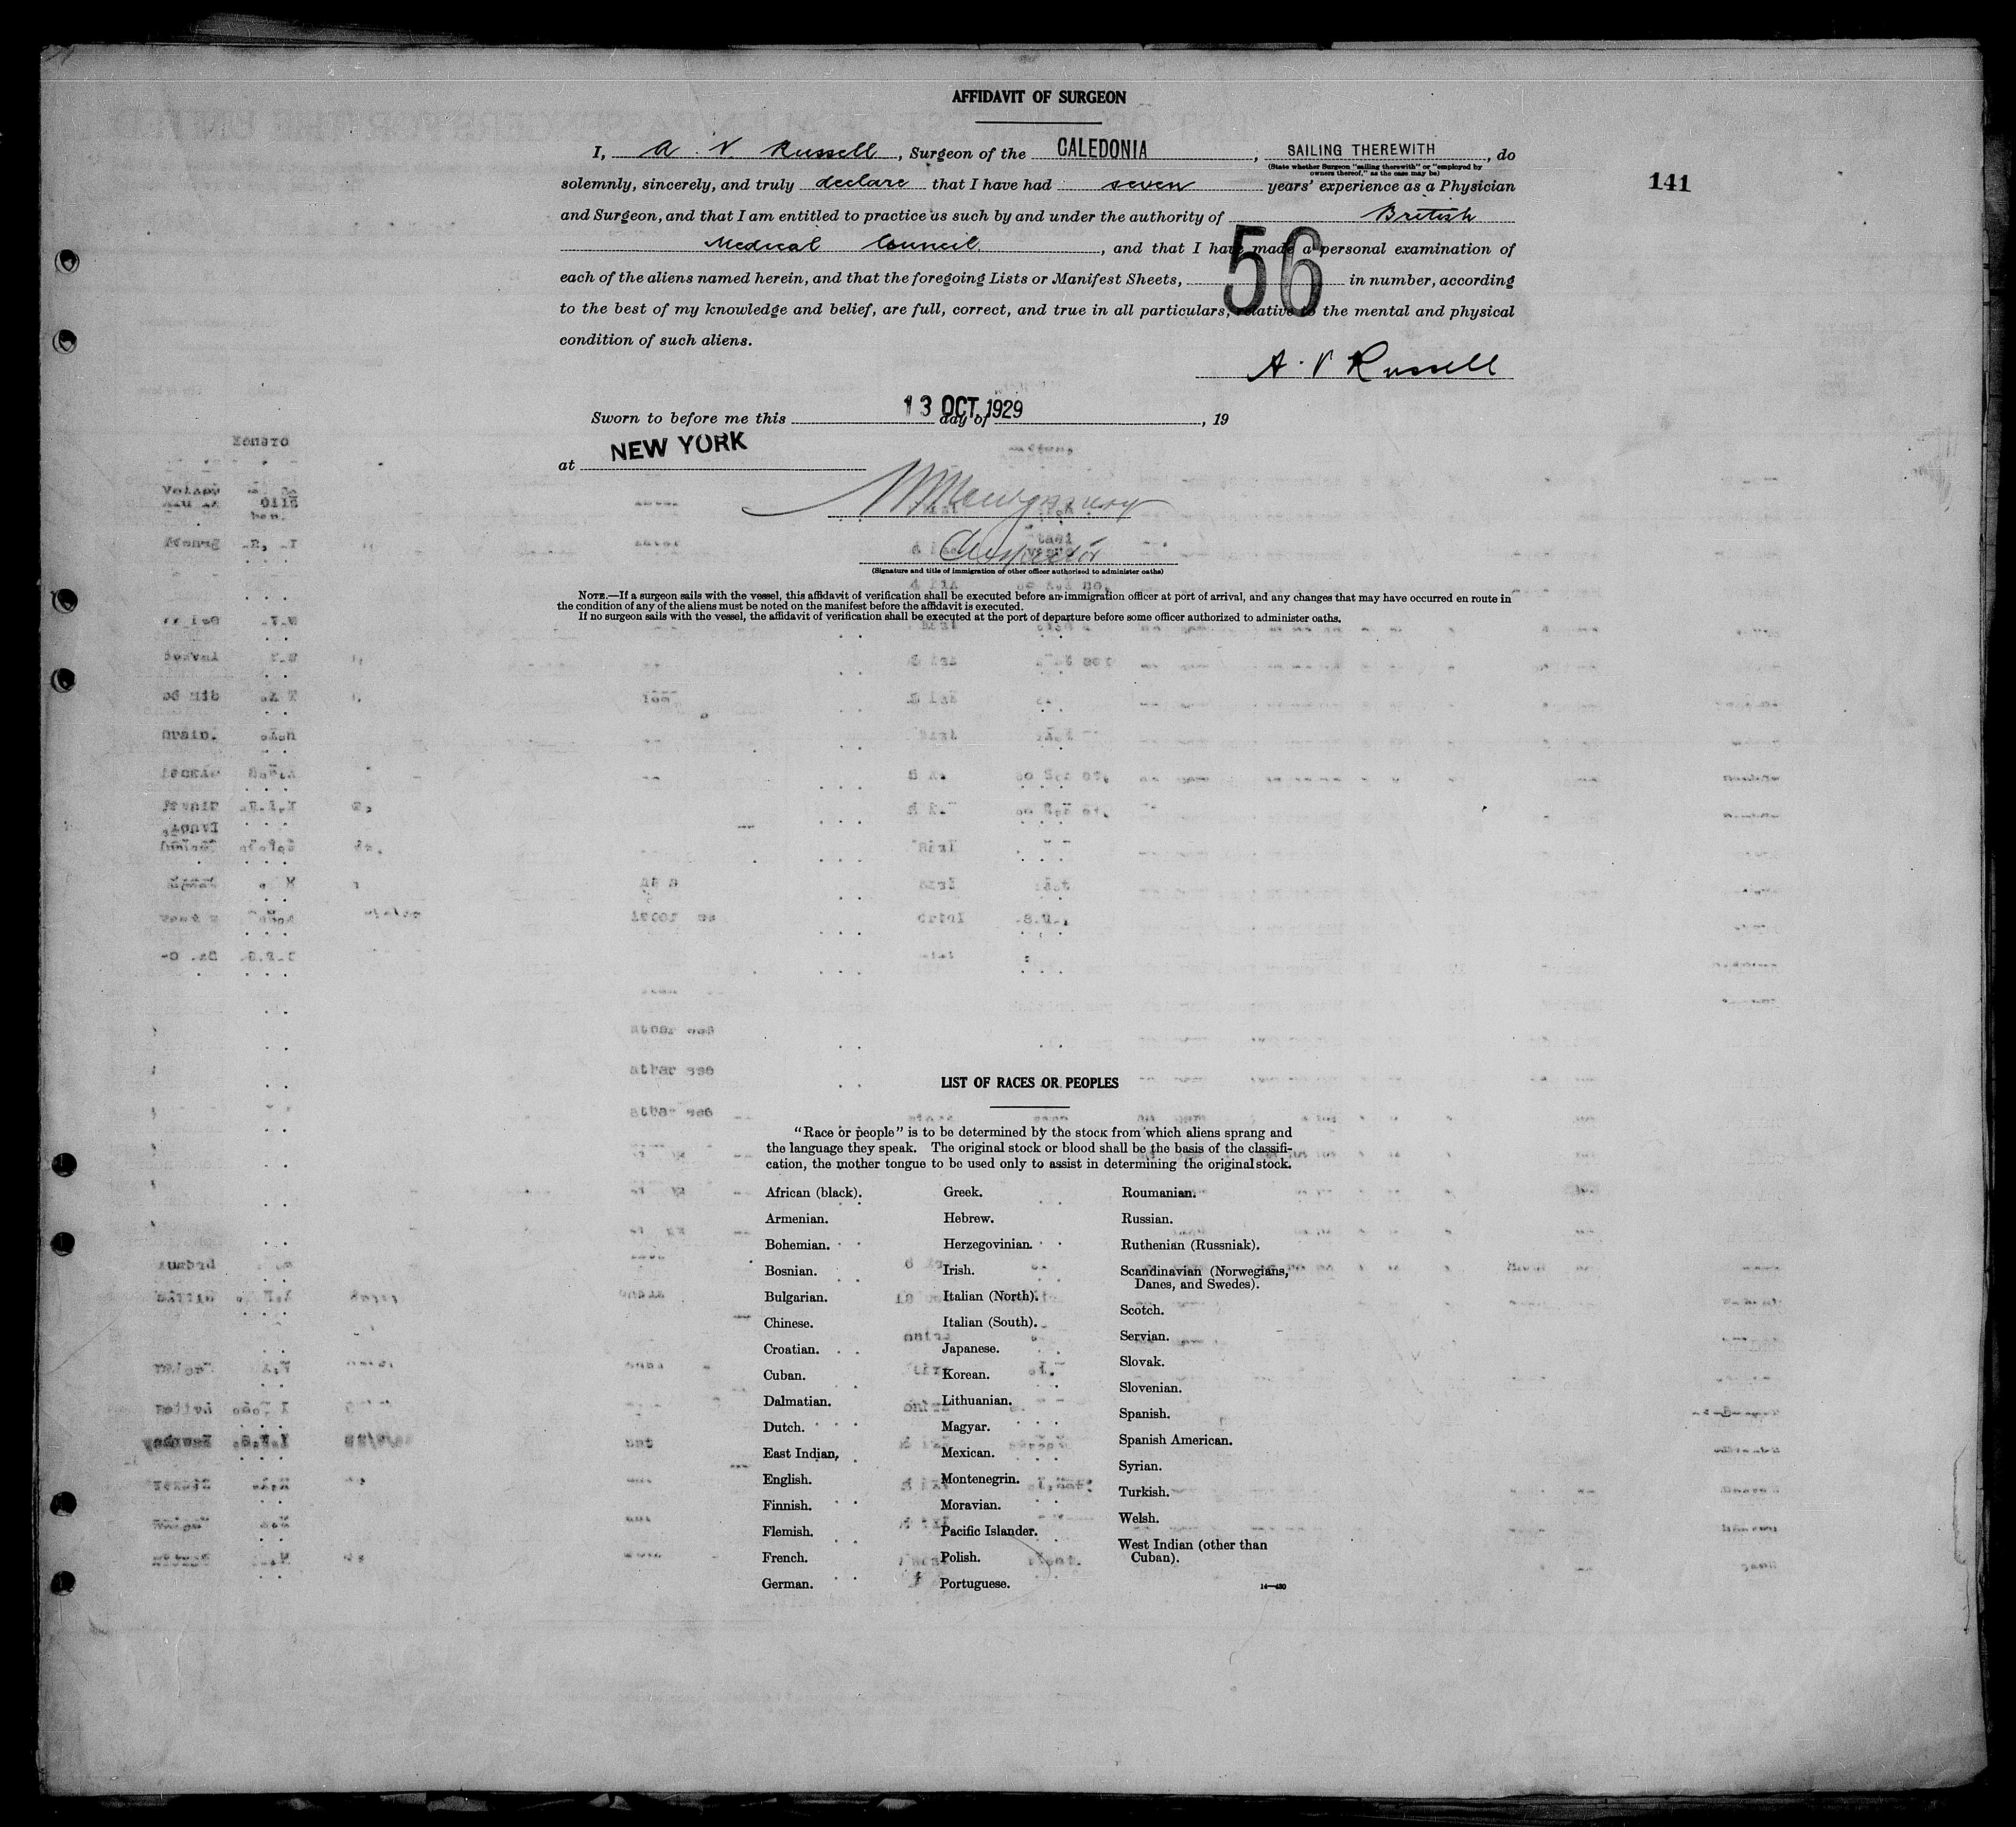 AFFIDAVIT OF SURGEON
I, A. V. Russell, Surgeon of the CALEDONIA, SAILING THEREWITH, do
(State whether Surgeon "sailing therewith" or "employed by
owners thereof," as the case may be)
solemnly, sincerely, and truly declare that I have had seven years' experience as a Physician
141
and Surgeon, and that I am entitled to practice as such by and under the authority of British
Medical Council, and that I have made a personal examination of
each of the aliens named herein, and that the foregoing Lists or Manifest Sheets, 56 in number, according
to the best of my knowledge and belief, are full, correct, and true in all particulars, relative to the mental and physical
condition of such aliens.
A. V Russell
Sworn to before me this 13 OCT 1929 day of , 19
at NEW YORK
Inspector
(Signature and title of immigration or other officer authorized to administer oaths)
NOTE.—If a surgeon sails with the vessel, this affidavit of verification shall be executed before an immigration officer at port of arrival, and any changes that may have occurred en route in
the condition of any of the aliens must be noted on the manifest before the affidavit is executed.
If no surgeon sails with the vessel, the affidavit of verification shall be executed at the port of departure before some officer authorized to administer oaths.
LIST OF RACES OR PEOPLES
"Race or people" is to be determined by the stock from which aliens sprang and
the language they speak. The original stock or blood shall be the basis of the classifi-
cation, the mother tongue to be used only to assist in determining the original stock.
African (black).
Armenian.
Bohemian.
Bosnian.
Bulgarian.
Chinese.
Croatian.
Cuban.
Dalmatian.
Dutch.
East Indian.
English.
Finnish.
Flemish.
French.
German.
Greek.
Hebrew.
Herzegovinian.
Irish.
Italian (North).
Italian (South).
Japanese.
Korean.
Lithuanian.
Magyar.
Mexican.
Montenegrin.
Moravian.
Pacific Islander.
Polish.
Portuguese.
Roumanian.
Russian.
Ruthenian (Russniak).
Scandinavian (Norwegians,
Danes, and Swedes).
Scotch.
Servian.
Slovak.
Slovenian.
Spanish.
Spanish American.
Syrian.
Turkish.
Welsh.
West Indian (other than
Cuban).
14—430